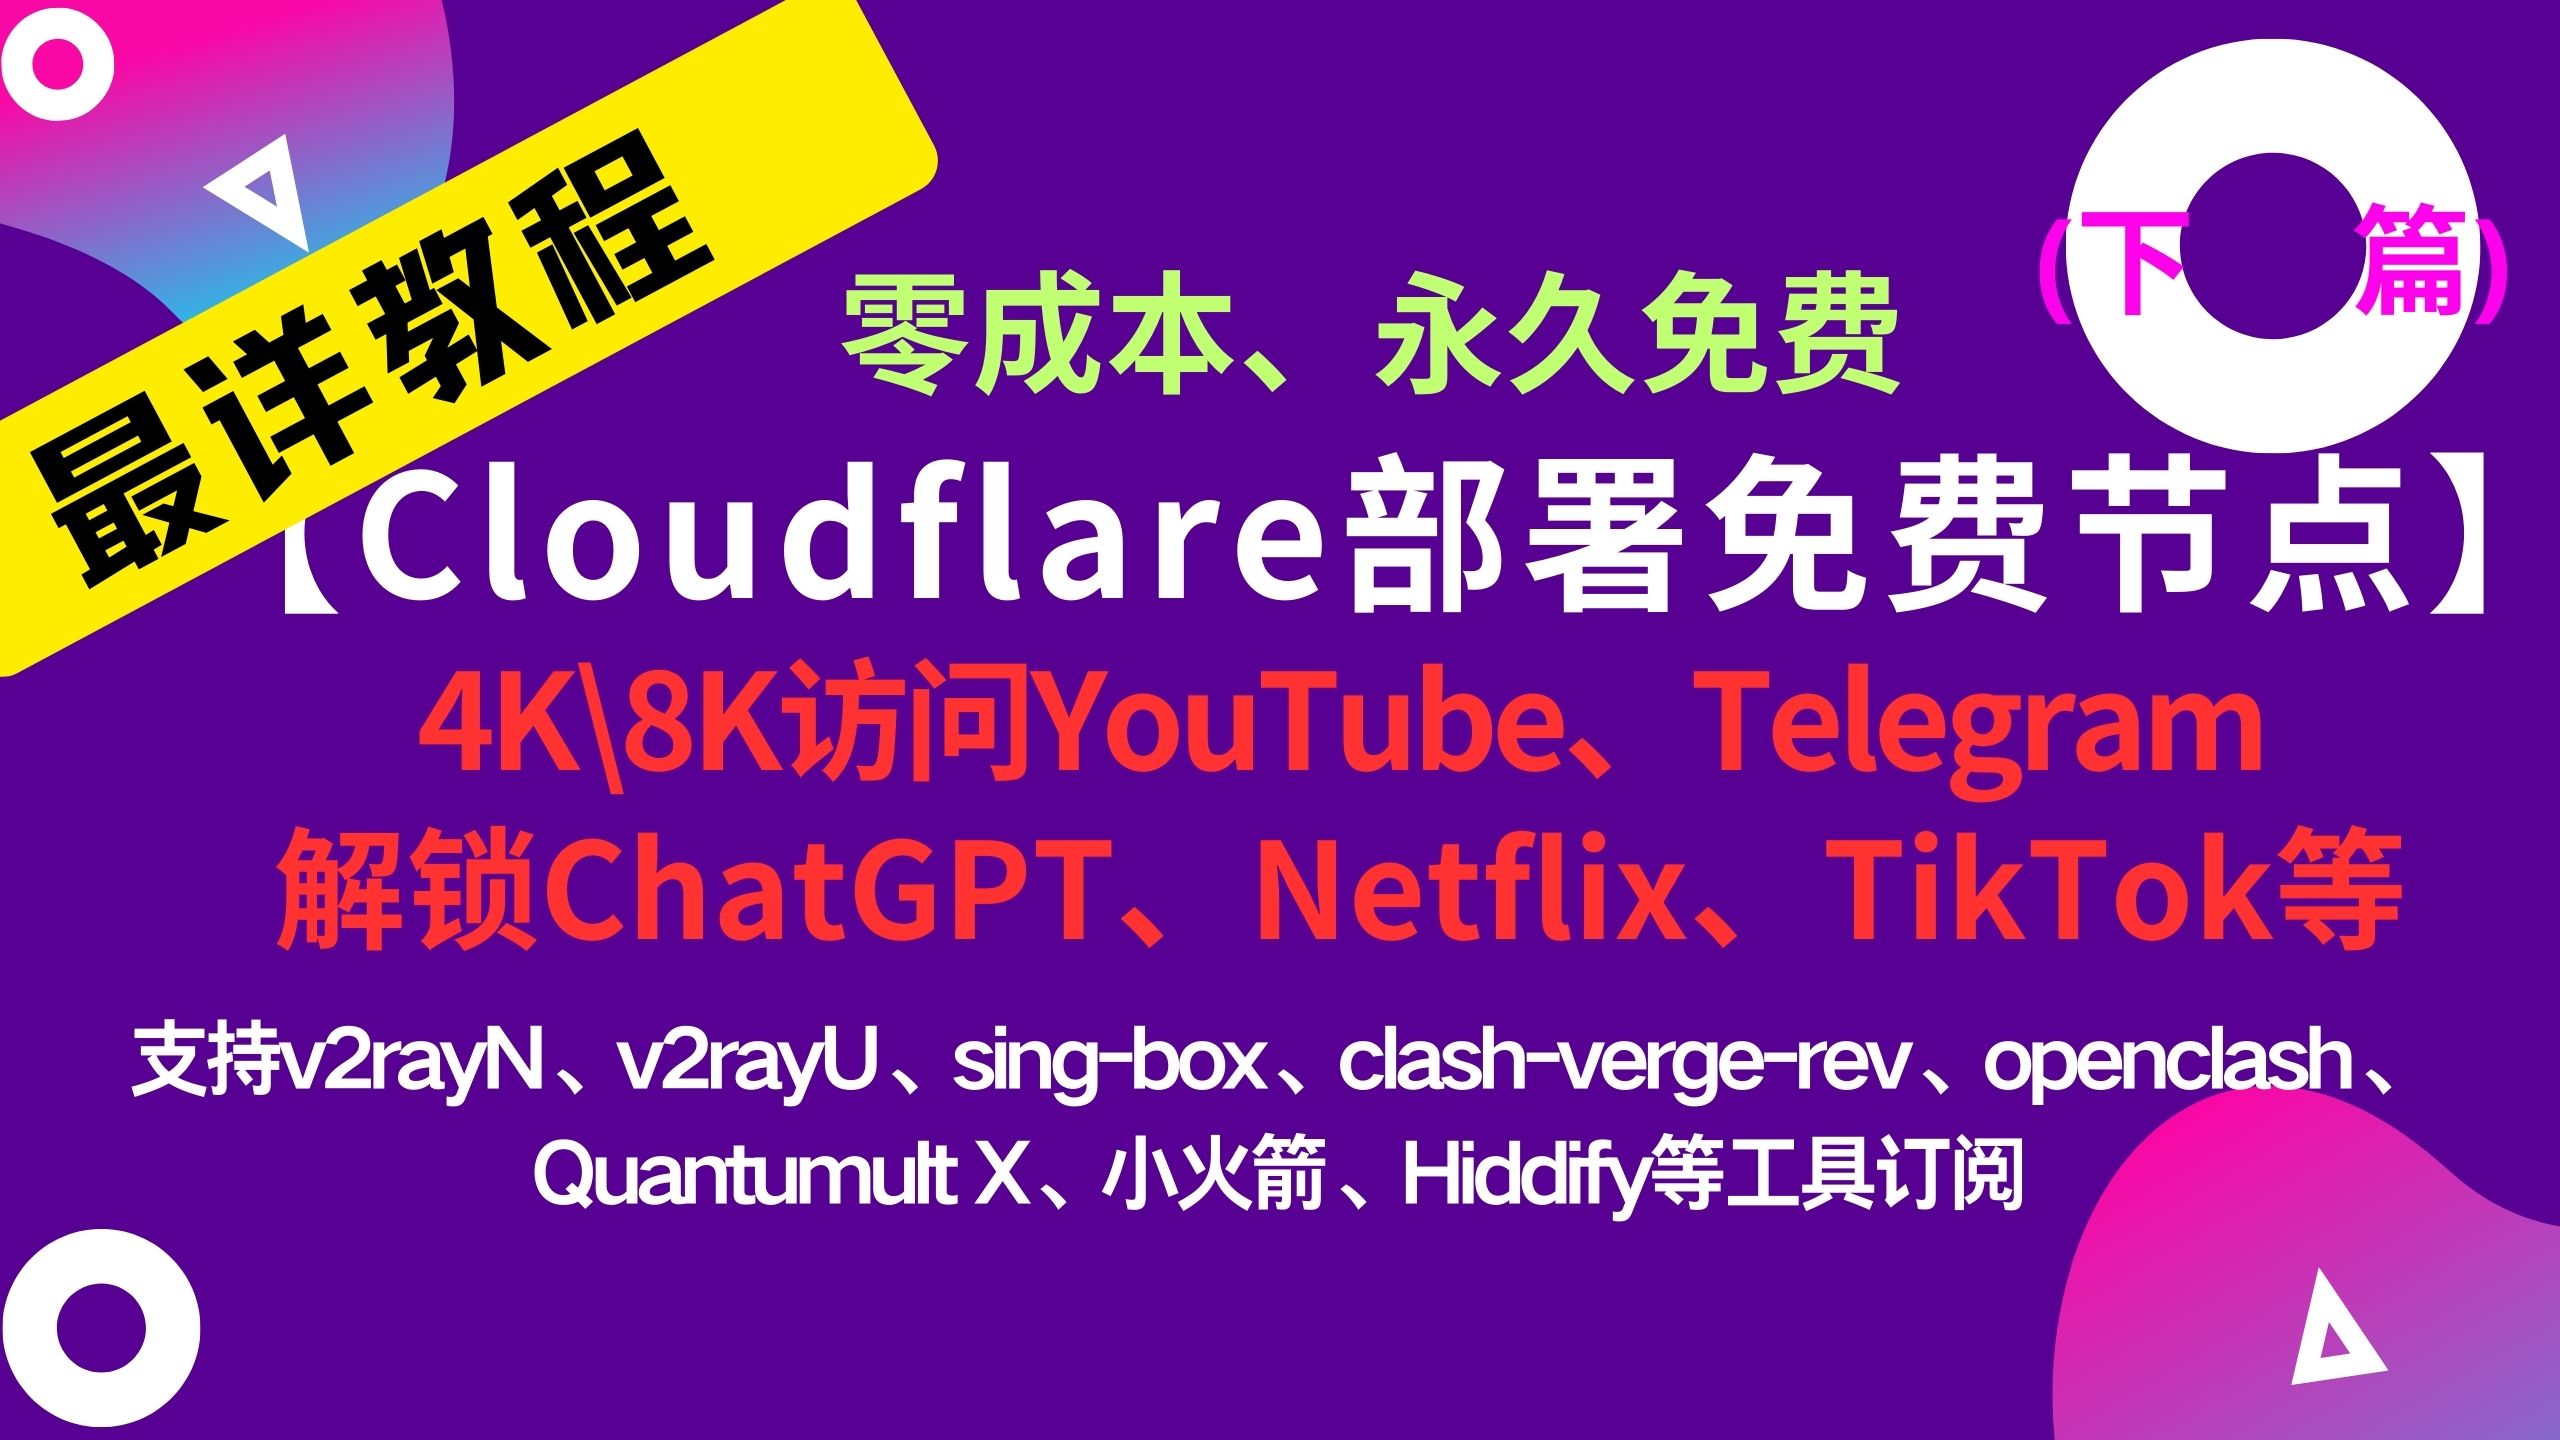 最详教程
(下 篇)
零成本、永久免费
【Cloudflare部署免费节点】
4K\8K访问YouTube、Telegram
解锁ChatGPT、Netflix、TikTok等
支持v2rayN、v2rayU、sing-box、clash-verge-rev、openclash、
Quantumult X、小火箭、Hiddify等工具订阅